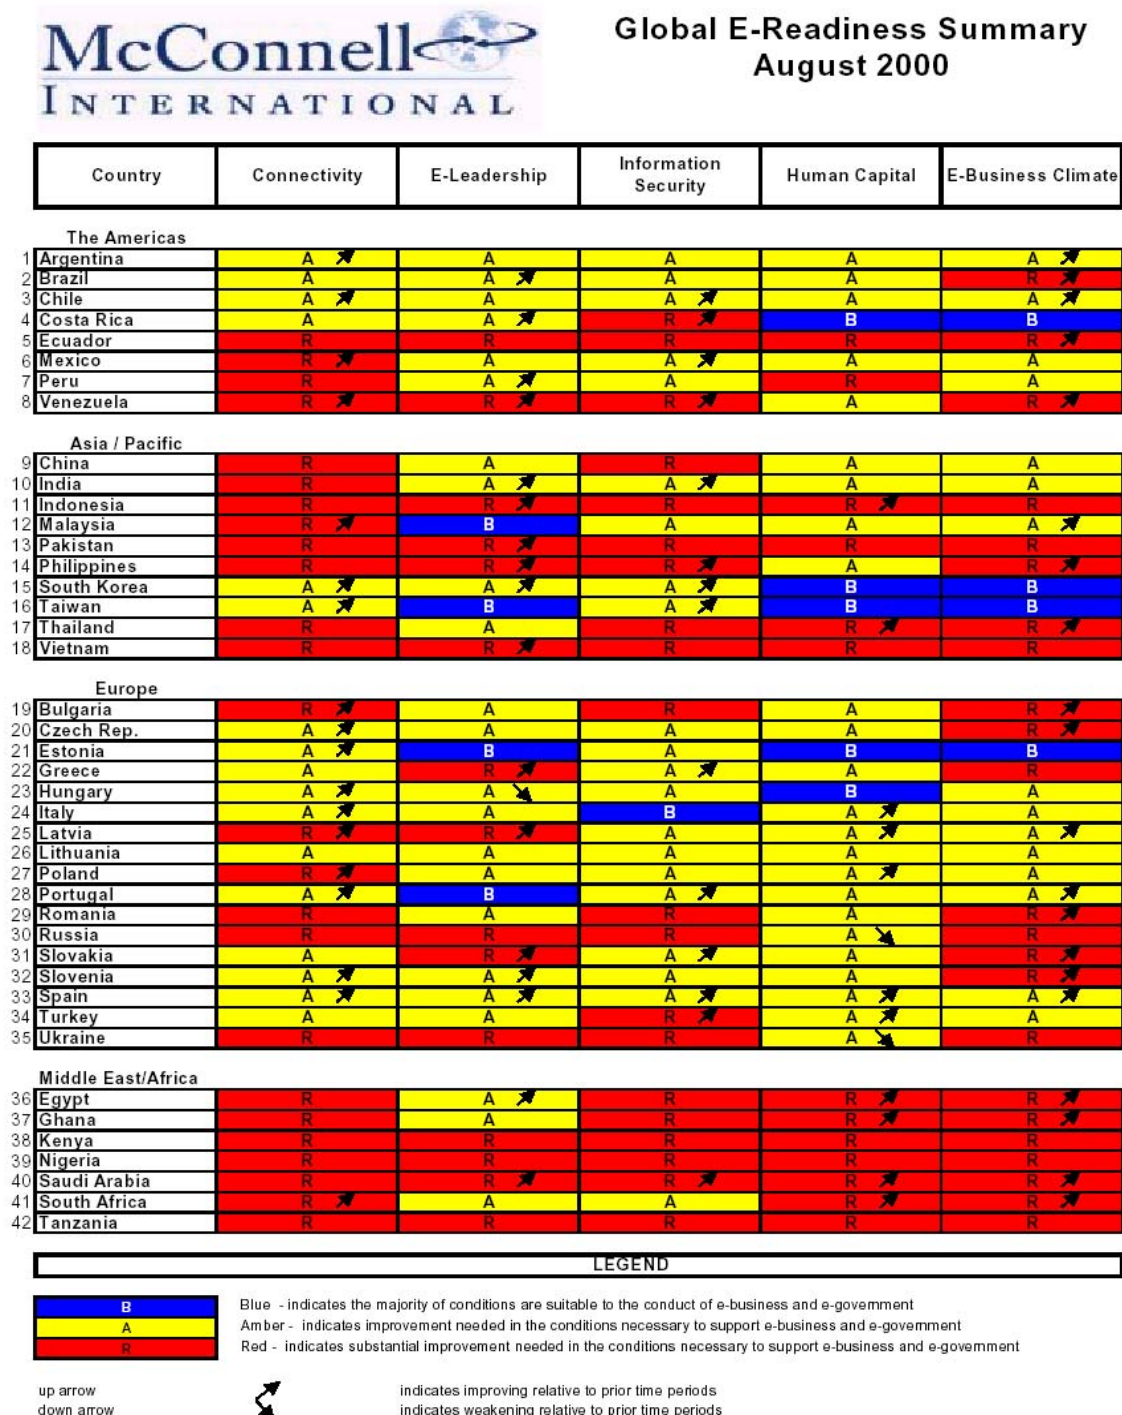 McConnell
INTERNATIONAL
Global E-Readiness Summary
August 2000
Country Connectivity E-Leadership Information Security Human Capital E-Business Climate
The Americas
1 Argentina A A A A A
2 Brazil A A A A R
3 Chile A A A A A
4 Costa Rica A A R B B
5 Ecuador R R R R R
6 Mexico R A A A A
7 Peru R A A R A
8 Venezuela R R R A R
Asia / Pacific
9 China R A R A A
10 India R A A A A
11 Indonesia R R R R R
12 Malaysia R B A A A
13 Pakistan R R R R R
14 Philippines R R R A R
15 South Korea A A A B B
16 Taiwan A B A B B
17 Thailand R A R R R
18 Vietnam R R R R R
Europe
19 Bulgaria R A R A R
20 Czech Rep. A A A A R
21 Estonia A B A B B
22 Greece A R A A R
23 Hungary A A A B A
24 Italy A A B A A
25 Latvia R R A A A
26 Lithuania A A A A A
27 Poland R A A A A
28 Portugal A B A A A
29 Romania R A R A R
30 Russia R R R A R
31 Slovakia A R A A R
32 Slovenia A A A A R
33 Spain A A A A A
34 Turkey A A R A A
35 Ukraine R R R A R
Middle East/Africa
36 Egypt R A R R R
37 Ghana R A R R R
38 Kenya R R R R R
39 Nigeria R R R R R
40 Saudi Arabia R R R R R
41 South Africa R A A R R
42 Tanzania R R R R R
LEGEND
B Blue - indicates the majority of conditions are suitable to the conduct of e-business and e-government
A Amber - indicates improvement needed in the conditions necessary to support e-business and e-government
R Red - indicates substantial improvement needed in the conditions necessary to support e-business and e-government
up arrow indicates improving relative to prior time periods
down arrow indicates weakening relative to prior time periods